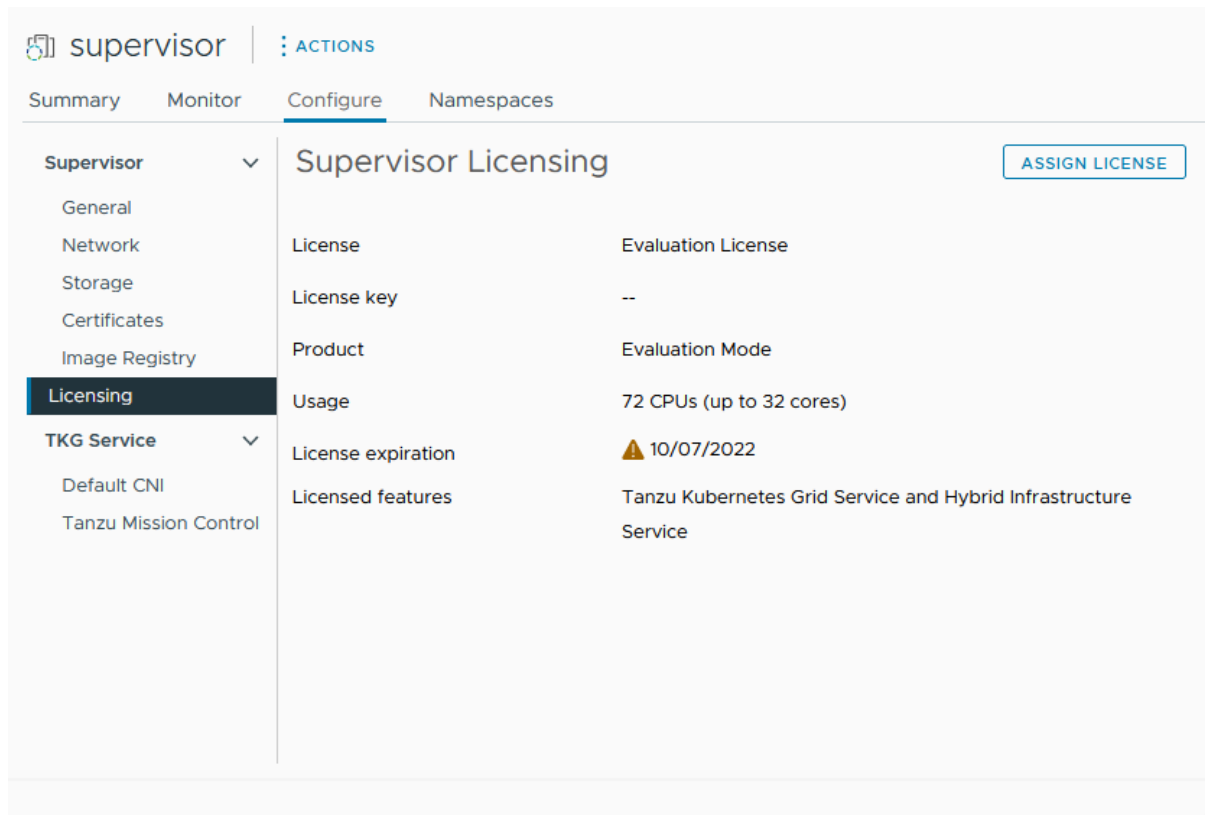 supervisor ACTIONS
Summary Monitor Configure Namespaces
Supervisor
General
Network
Storage
Certificates
Image Registry
Licensing
TKG Service
Default CNI
Tanzu Mission Control
Supervisor Licensing ASSIGN LICENSE
License Evaluation License
License key --
Product Evaluation Mode
Usage 72 CPUs (up to 32 cores)
License expiration 10/07/2022
Licensed features Tanzu Kubernetes Grid Service and Hybrid Infrastructure
Service